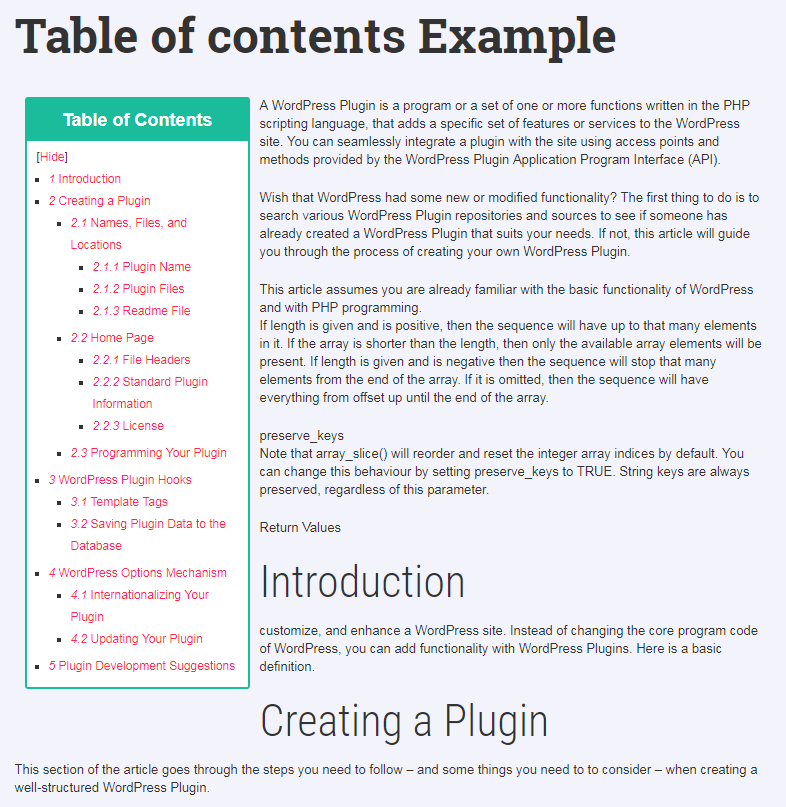 Table of contents Example
Table of Contents
[Hide]
1 Introduction
2 Creating a Plugin
2.1 Names, Files, and
Locations
2.1.1 Plugin Name
2.1.2 Plugin Files
2.1.3 Readme File
2.2 Home Page
2.2.1 File Headers
2.2.2 Standard Plugin
Information
2.2.3 License
2.3 Programming Your Plugin
3 WordPress Plugin Hooks
3.1 Template Tags
3.2 Saving Plugin Data to the
Database
4 WordPress Options Mechanism
4.1 Internationalizing Your
Plugin
4.2 Updating Your Plugin
5 Plugin Development Suggestions
A WordPress Plugin is a program or a set of one or more functions written in the PHP
scripting language, that adds a specific set of features or services to the WordPress
site. You can seamlessly integrate a plugin with the site using access points and
methods provided by the WordPress Plugin Application Program Interface (API).
Wish that WordPress had some new or modified functionality? The first thing to do is to
search various WordPress Plugin repositories and sources to see if someone has
already created a WordPress Plugin that suits your needs. If not, this article will guide
you through the process of creating your own WordPress Plugin.
This article assumes you are already familiar with the basic functionality of WordPress
and with PHP programming.
If length is given and is positive, then the sequence will have up to that many elements
in it. If the array is shorter than the length, then only the available array elements will be
present. If length is given and is negative then the sequence will stop that many
elements from the end of the array. If it is omitted, then the sequence will have
everything from offset up until the end of the array.
preserve_keys
Note that array_slice() will reorder and reset the integer array indices by default. You
can change this behaviour by setting preserve_keys to TRUE. String keys are always
preserved, regardless of this parameter.
Return Values
Introduction
customize, and enhance a WordPress site. Instead of changing the core program code
of WordPress, you can add functionality with WordPress Plugins. Here is a basic
definition.
Creating a Plugin
This section of the article goes through the steps you need to follow – and some things you need to to consider – when creating a
well-structured WordPress Plugin.